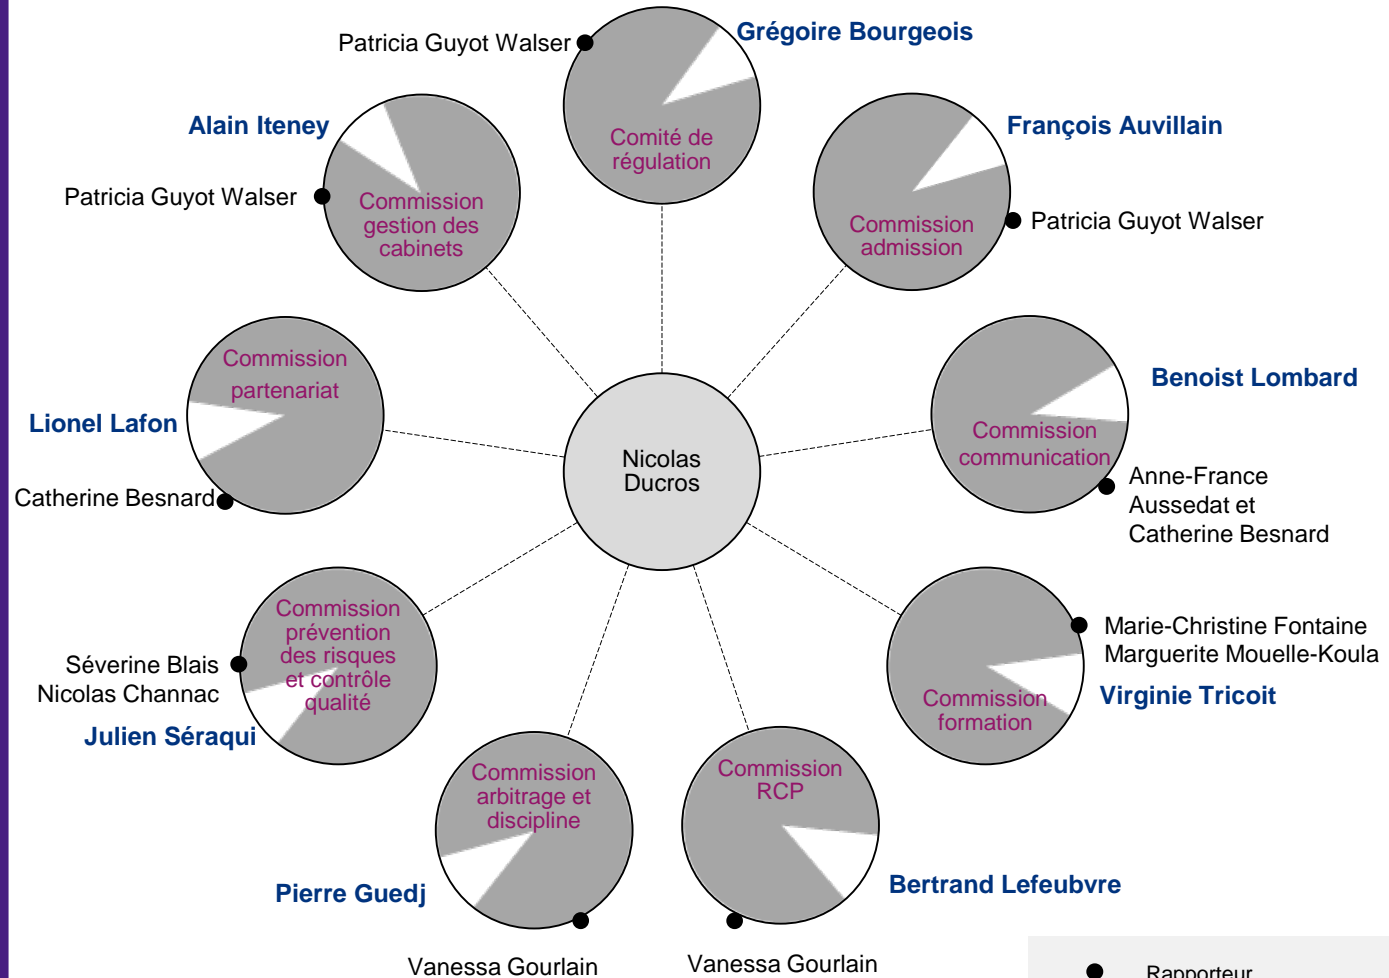 Patricia Guyot Walser
Grégoire Bourgeois
Comité de
régulation
Alain Iteney
Patricia Guyot Walser
Commission
gestion des
cabinets
François Auvillain
Commission
admission
Patricia Guyot Walser
Commission
partenariat
Lionel Lafon
Catherine Besnard
Nicolas
Ducros
Benoist Lombard
Commission
communication
Anne-France
Aussedat et
Catherine Besnard
Commission
prévention
des risques
et contrôle
qualité
Séverine Blais
Nicolas Channac
Julien Séraqui
Marie-Christine Fontaine
Marguerite Mouelle-Koula
Commission
formation
Virginie Tricoit
Commission
arbitrage et
discipline
Pierre Guedj
Vanessa Gourlain
Commission
RCP
Bertrand Lefeubvre
Vanessa Gourlain
Rapporteur